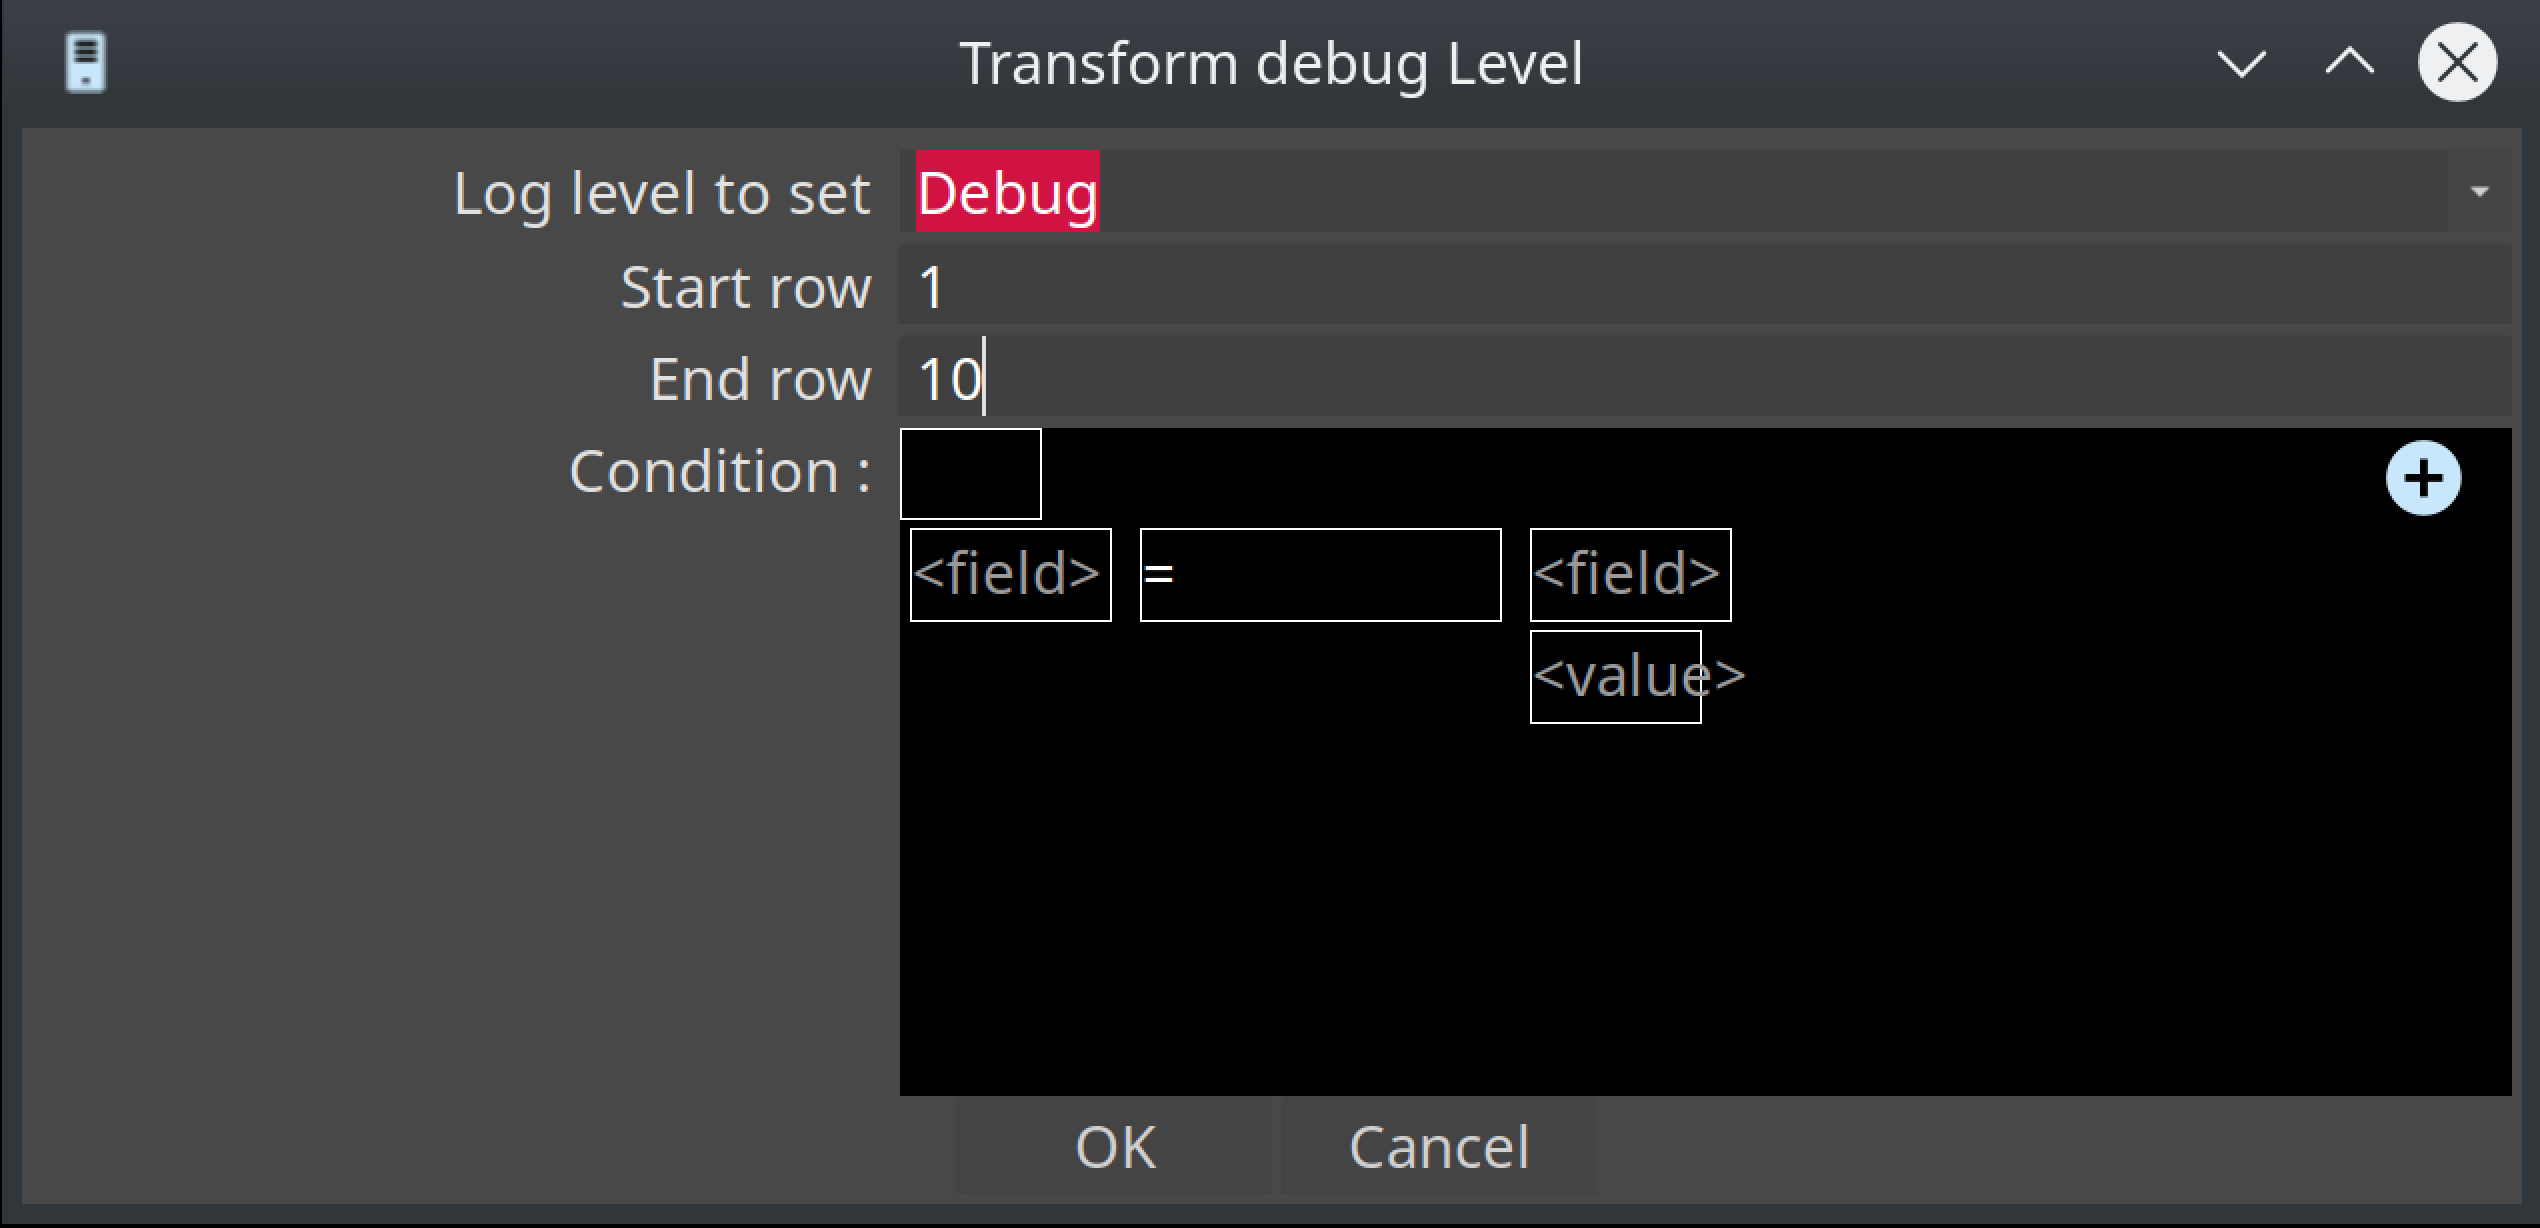 Transform debug Level
Log level to set Debug
Start row 1
End row 10
Condition :
<field> = <field>
<value>
OK Cancel